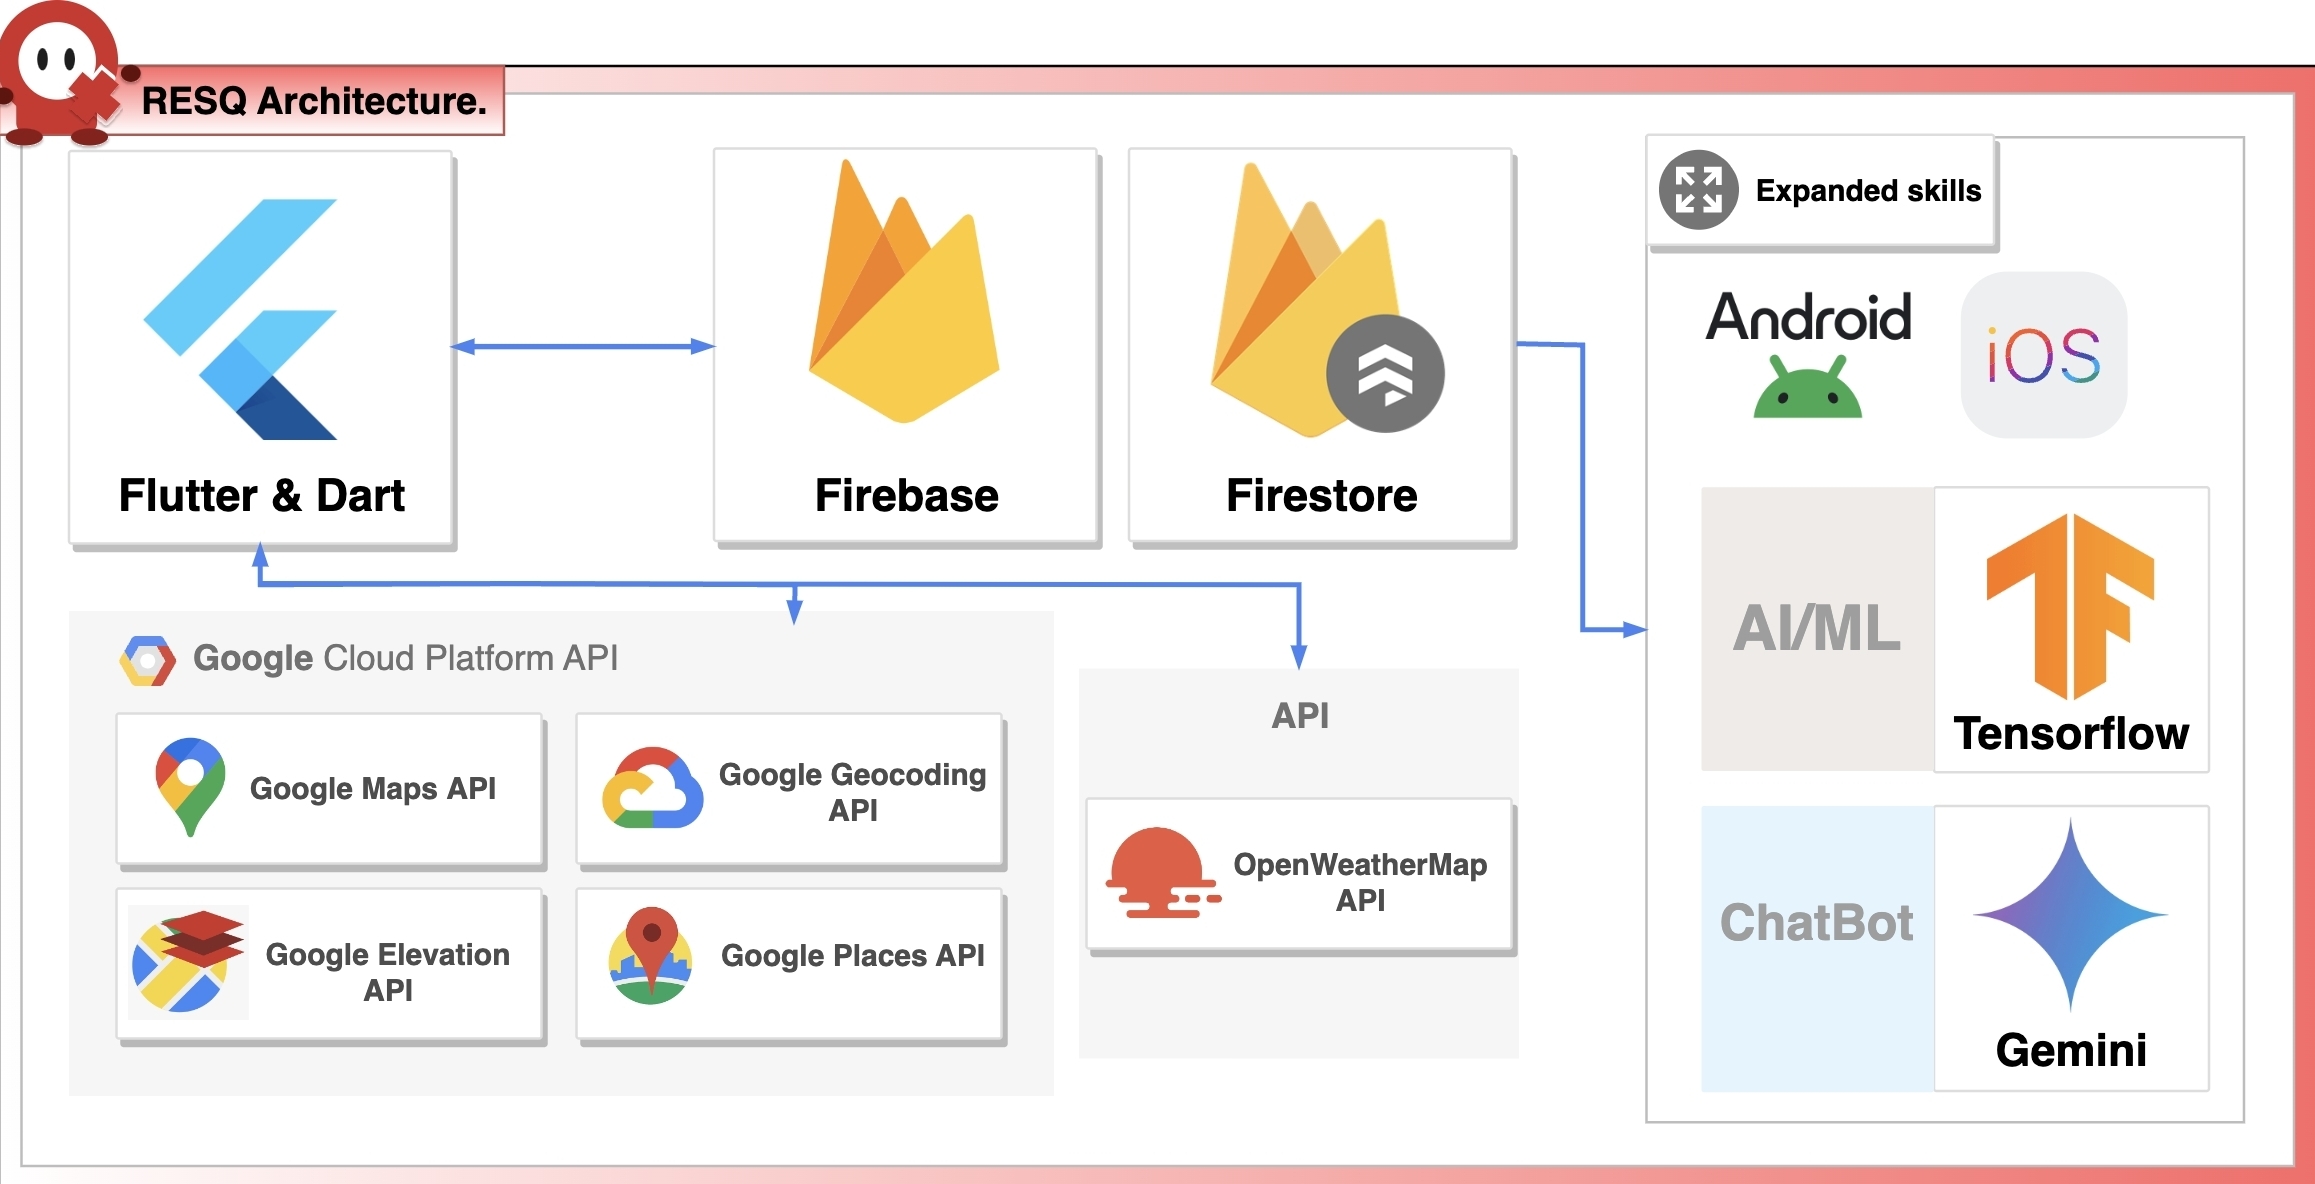 RESQ Architecture.
Flutter & Dart
Firebase
Firestore
Expanded skills
Android
iOS
AI/ML
Tensorflow
ChatBot
Gemini
Google Cloud Platform API
Google Maps API
Google Geocoding
API
Google Elevation
API
Google Places API
API
OpenWeatherMap
API